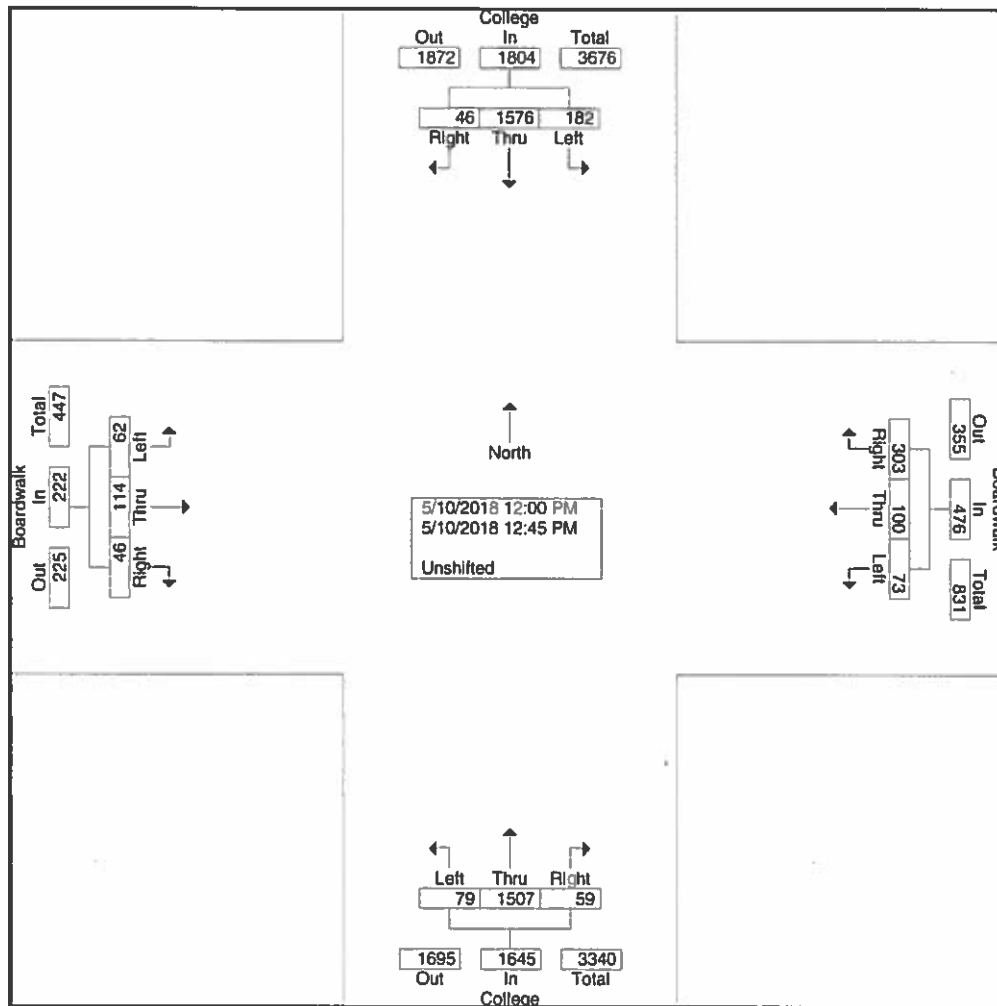 College
Out In Total
1872 1804 3676
46 1576 182
Right Thru Left
North
5/10/2018 12:00 PM
5/10/2018 12:45 PM
Unshifted
Boardwalk
Total In Out
447 222 225
62 114 46
Left Thru Right
Boardwalk
Out In Total
355 476 831
303 100 73
Right Thru Left
Left Thru Right
79 1507 59
1695 1645 3340
Out In Total
College